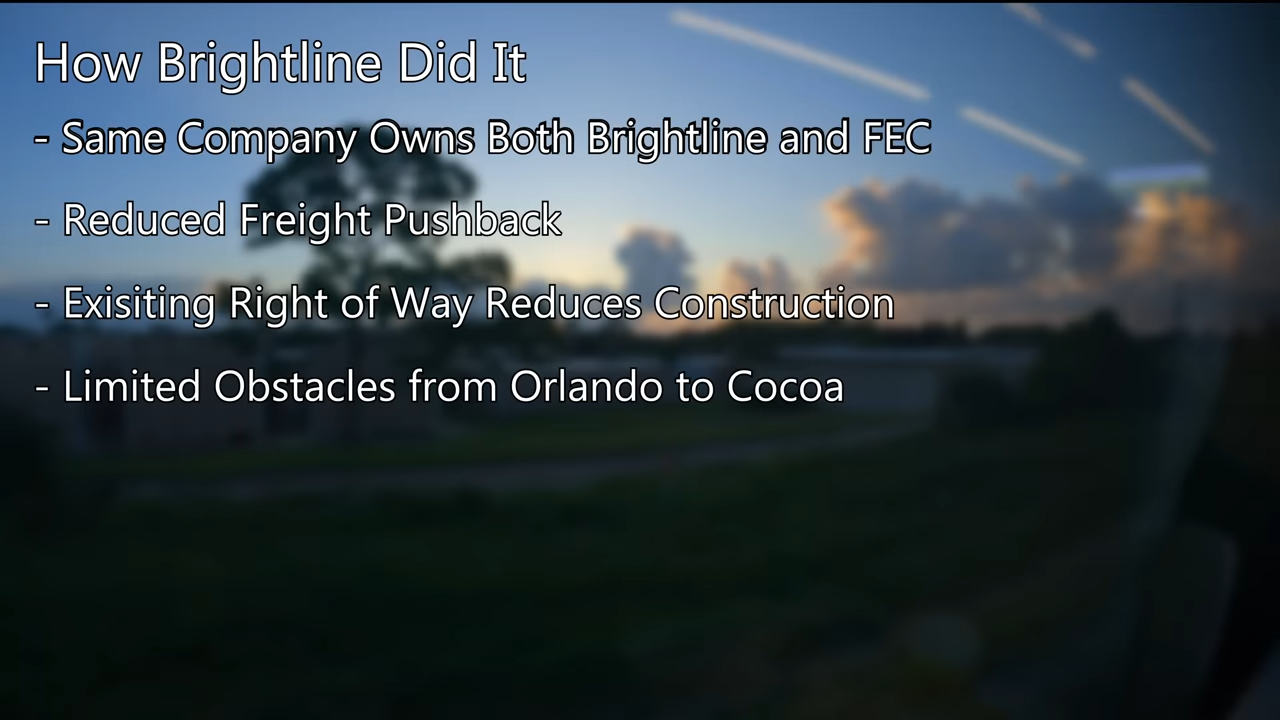 How Brightline Did It
- Same Company Owns Both Brightline and FEC
- Reduced Freight Pushback
- Exisiting Right of Way Reduces Construction
- Limited Obstacles from Orlando to Cocoa